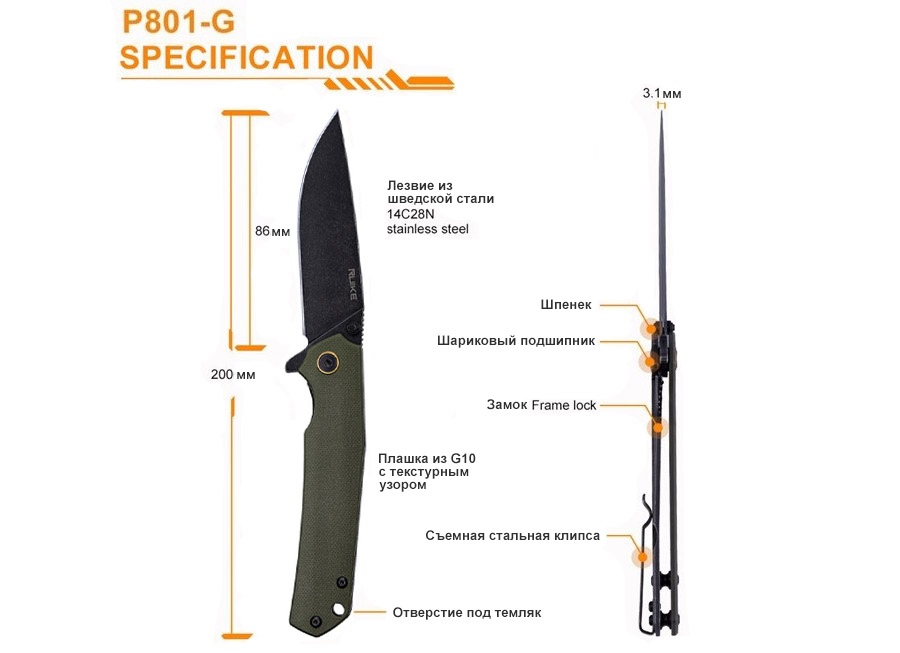 P801-G
SPECIFICATION
3.1мм
Лезвие из
шведской стали
14C28N
stainless steel
86мм
RUIKE
Шпенек
Шариковый подшипник
200 мм
Замок Frame lock
Плашка из G10
с текстурным
узором
Съемная стальная клипса
Отверстие под темляк